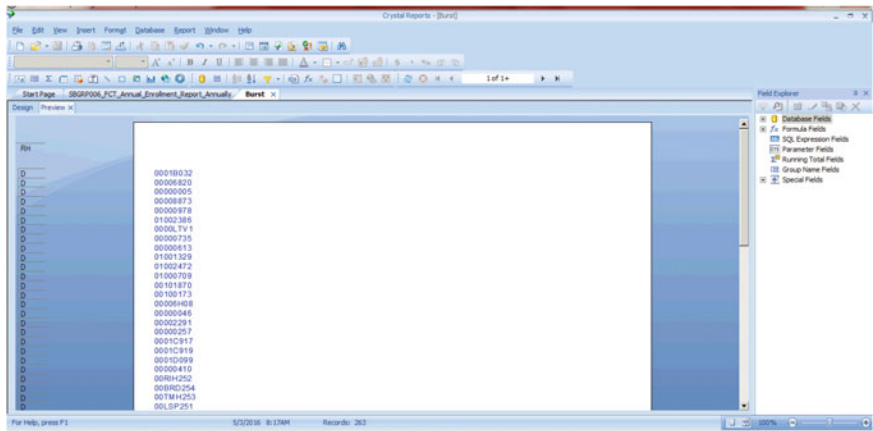 Crystal Reports - [Burst]
File Edit View Insert Format Database Report Window Help
1 of 1+
Start Page SBGRP006_FCT_Annual_Enrolment_Report_Annually Burst ×
Design Preview ×
RH
D 0001B032
D 00006820
D 00000005
D 00008873
D 00000978
D 01002386
D 0000LTV1
D 00000735
D 00000613
D 01001329
D 01002472
D 01000709
D 00101870
D 00100173
D 00006H08
D 00000046
D 00002291
D 00000257
D 0001C917
D 0001C919
D 0001D099
D 00000410
D 00RIH252
D 00BRD254
D 00TMH253
D 00LSP251
Field Explorer
Database Fields
Formula Fields
SQL Expression Fields
Parameter Fields
Running Total Fields
Group Name Fields
Special Fields
For Help, press F1 5/3/2016 8:17AM Records: 263 100%